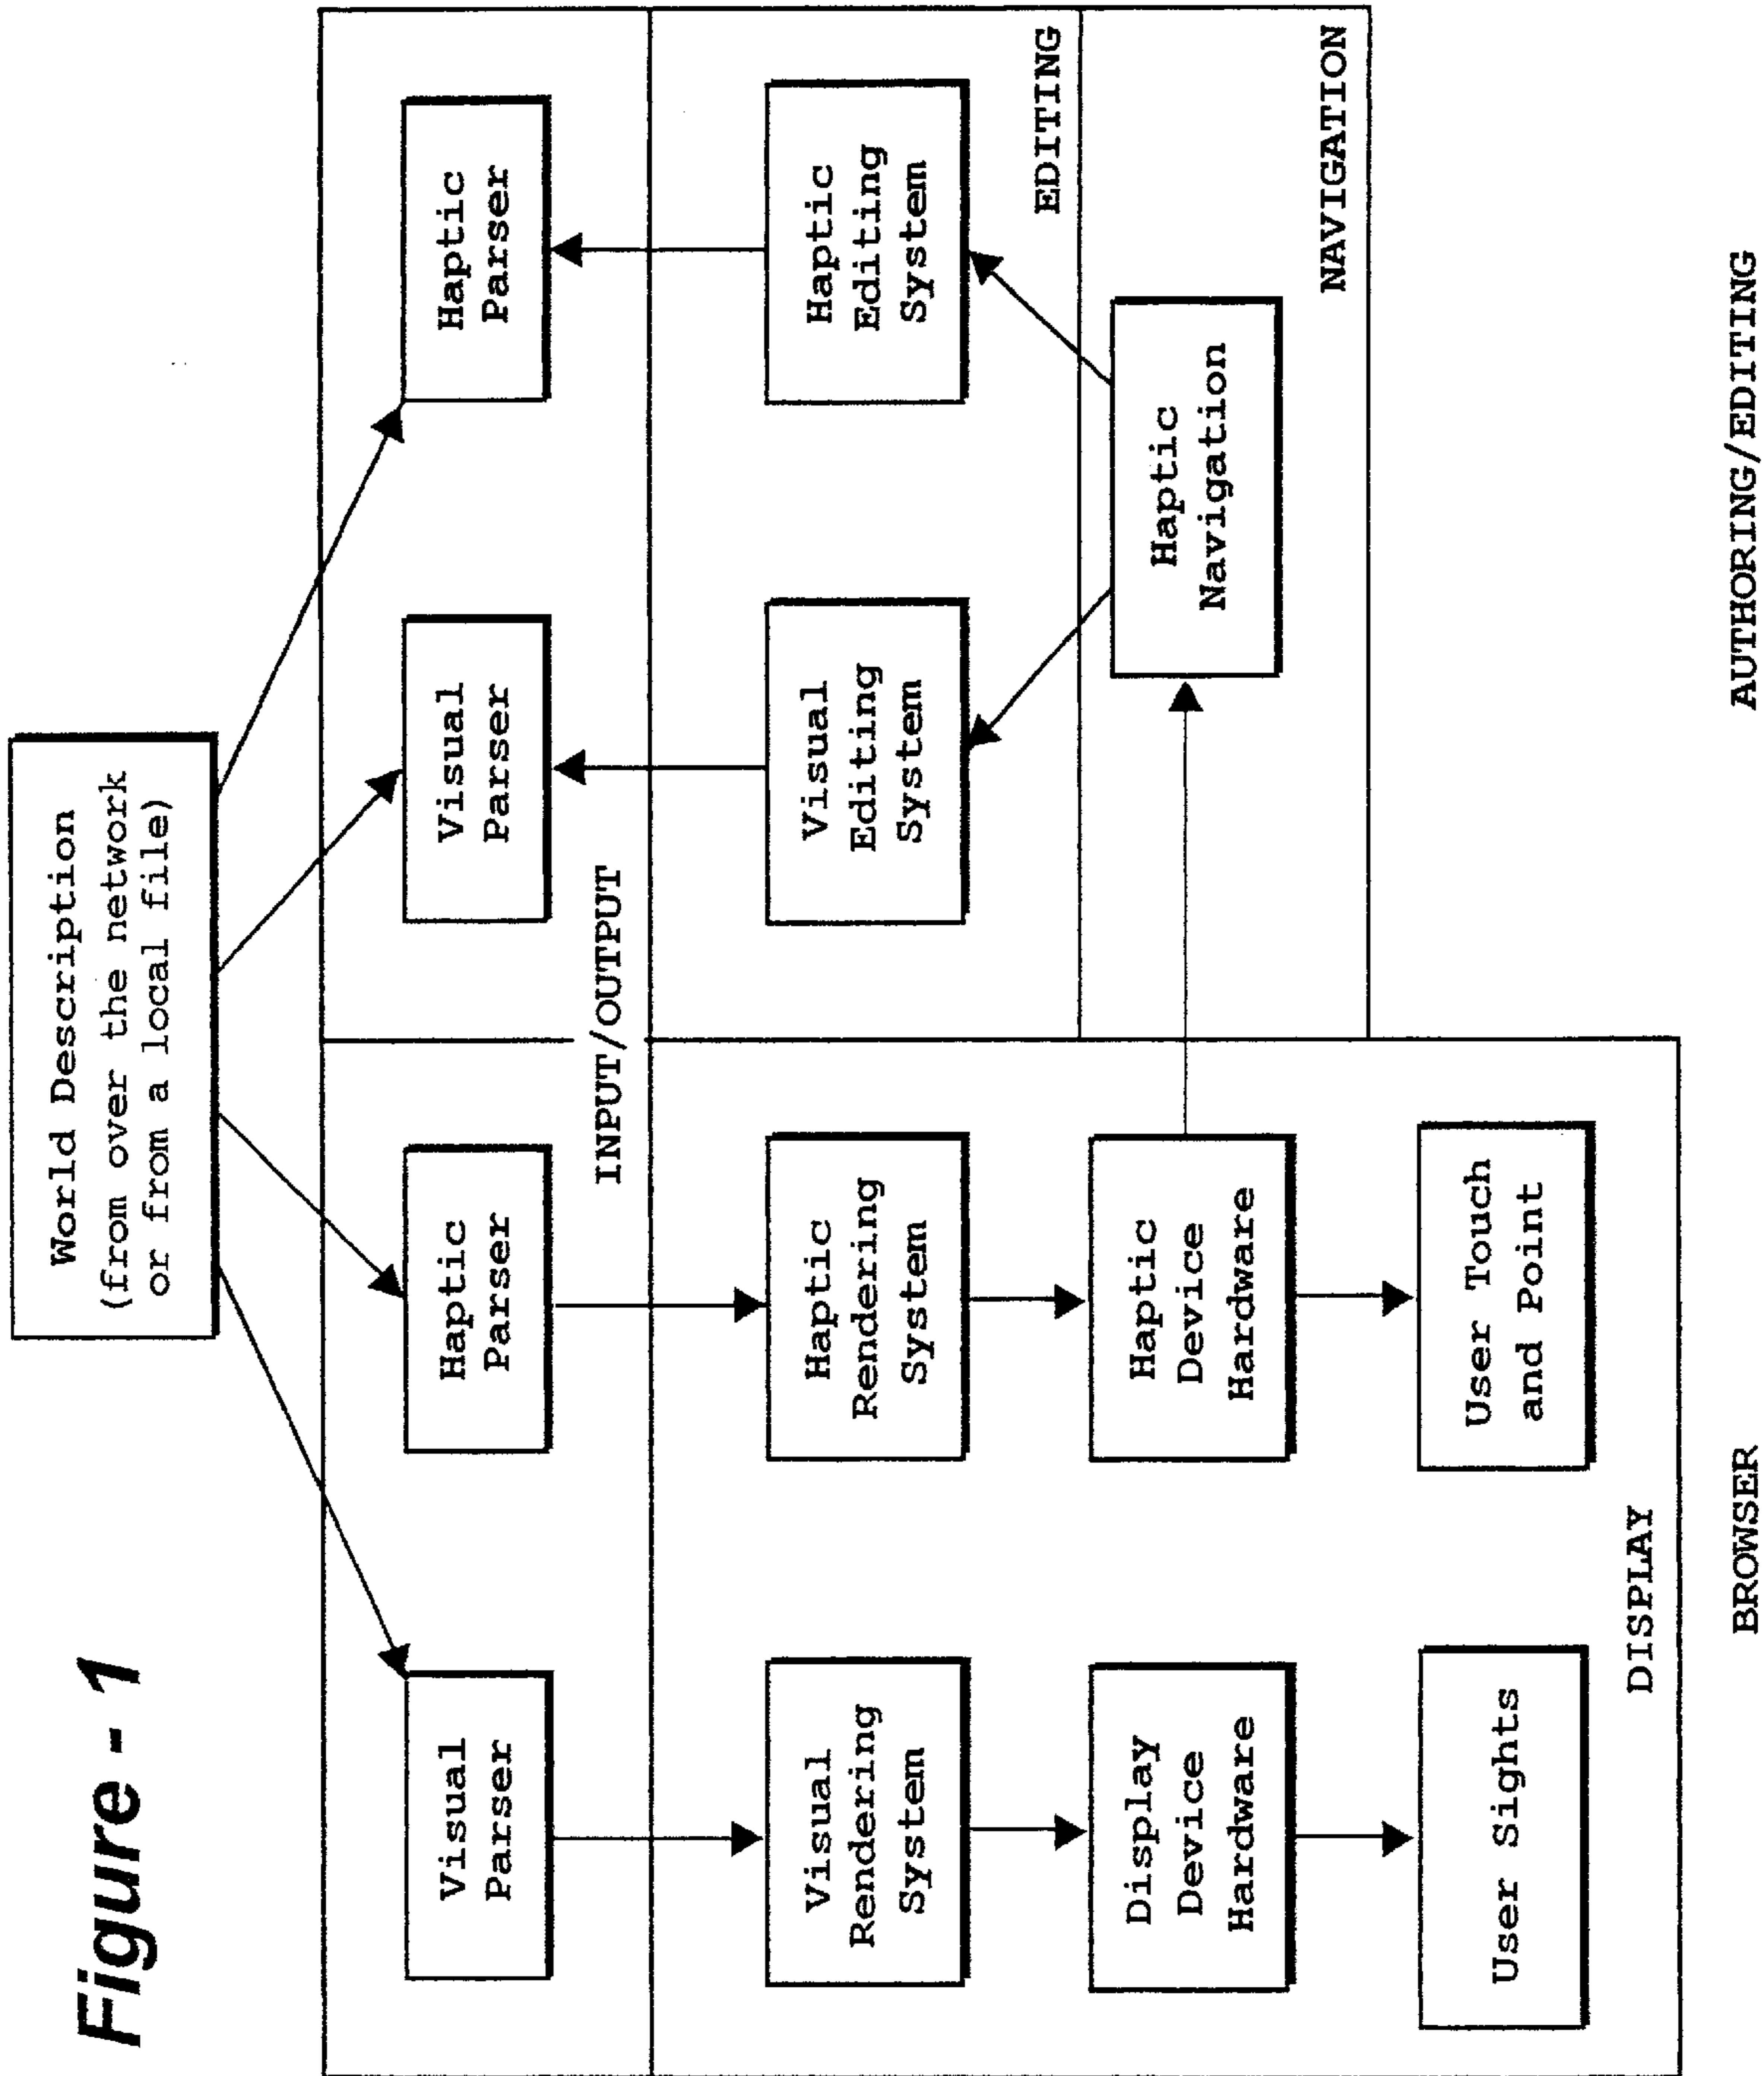 Figure - 1
World Description
(from over the network
or from a local file)
Visual
Parser
Haptic
Parser
Visual
Parser
Haptic
Parser
INPUT/OUTPUT
Visual
Rendering
System
Haptic
Rendering
System
Visual
Editing
System
Haptic
Editing
System
EDITING
Display
Device
Hardware
Haptic
Device
Hardware
Haptic
Navigation
NAVIGATION
User Sights
User Touch
and Point
DISPLAY
BROWSER
AUTHORING/EDITING